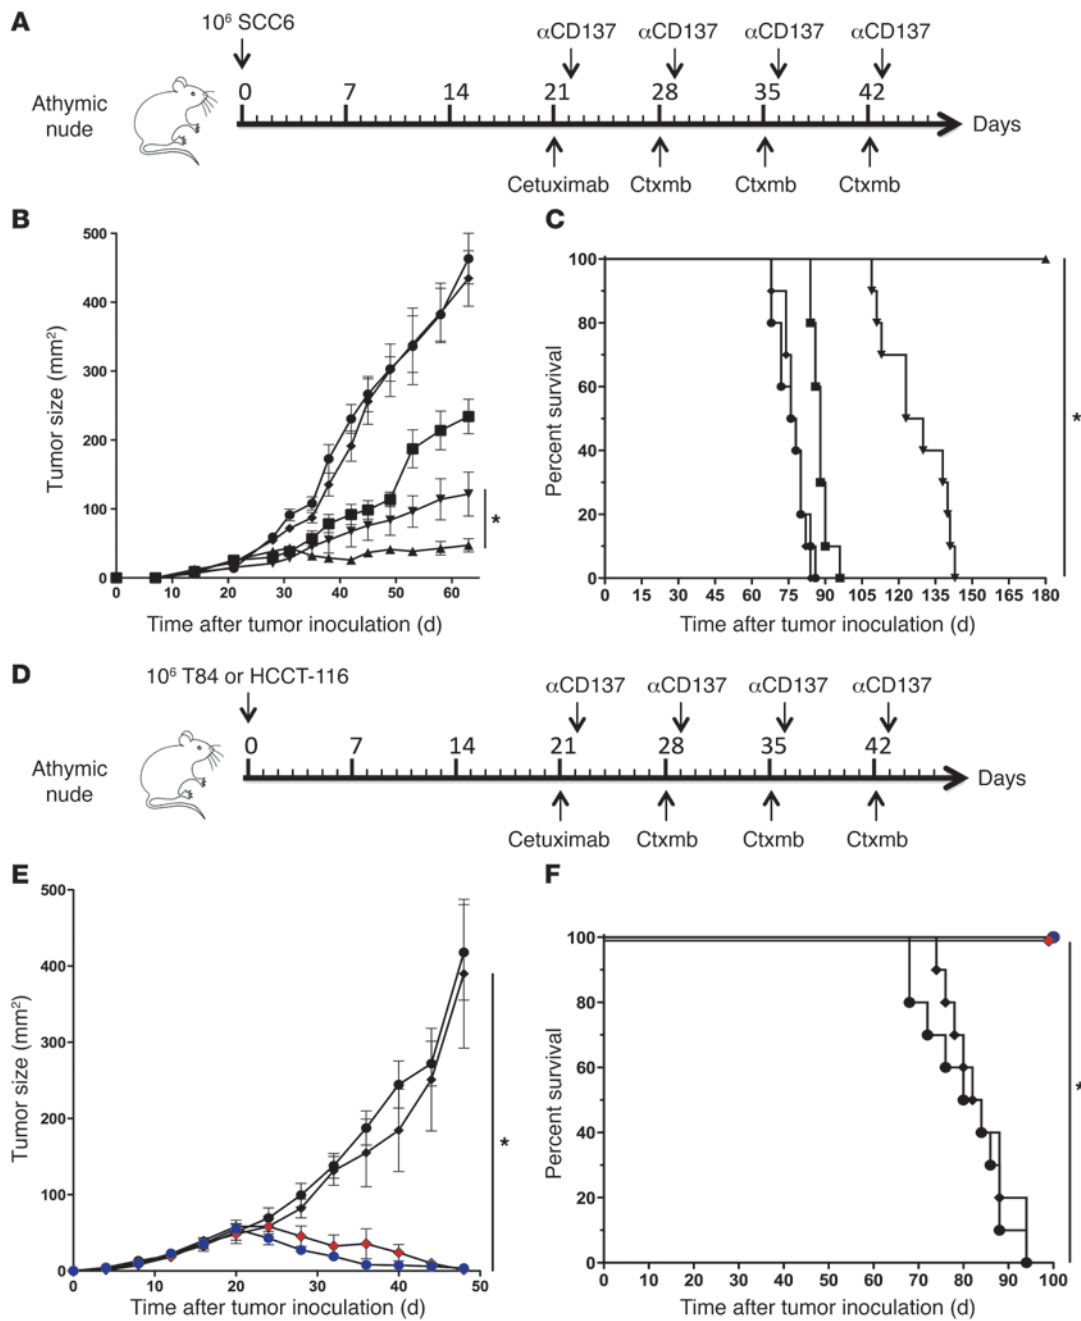 A
10⁶ SCC6
αCD137 αCD137 αCD137 αCD137
Athymic
nude
0 7 14 21 28 35 42
Days
Cetuximab Ctxmb Ctxmb Ctxmb
B
Tumor size (mm²)
500
400
300
200
100
0
*
0 10 20 30 40 50 60
Time after tumor inoculation (d)
C
Percent survival
100
80
60
40
20
0
*
0 15 30 45 60 75 90 105 120 135 150 165 180
Time after tumor inoculation (d)
D
10⁶ T84 or HCCT-116
αCD137 αCD137 αCD137 αCD137
Athymic
nude
0 7 14 21 28 35 42
Days
Cetuximab Ctxmb Ctxmb Ctxmb
E
Tumor size (mm²)
500
400
300
200
100
0
*
0 10 20 30 40 50
Time after tumor inoculation (d)
F
Percent survival
100
80
60
40
20
0
*
0 10 20 30 40 50 60 70 80 90 100
Time after tumor inoculation (d)